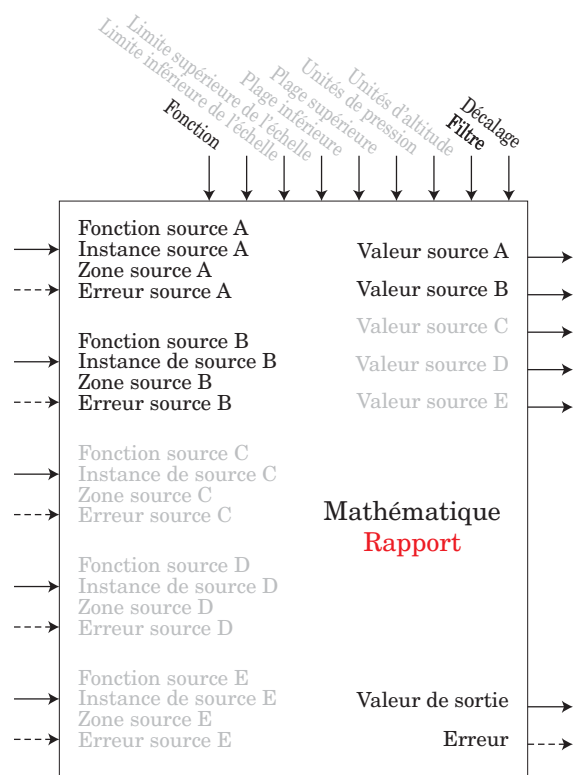 Fonction
Limite inférieure de l'échelle
Limite supérieure de l'échelle
Plage inférieure
Plage supérieure
Unités de pression
Unités d'altitude
Filtre
Décalage
Fonction source A
Instance source A
Zone source A
Erreur source A
Fonction source B
Instance de source B
Zone source B
Erreur source B
Fonction source C
Instance de source C
Zone source C
Erreur source C
Fonction source D
Instance de source D
Zone source D
Erreur source D
Fonction source E
Instance de source E
Zone source E
Erreur source E
Valeur source A
Valeur source B
Valeur source C
Valeur source D
Valeur source E
Mathématique
Rapport
Valeur de sortie
Erreur